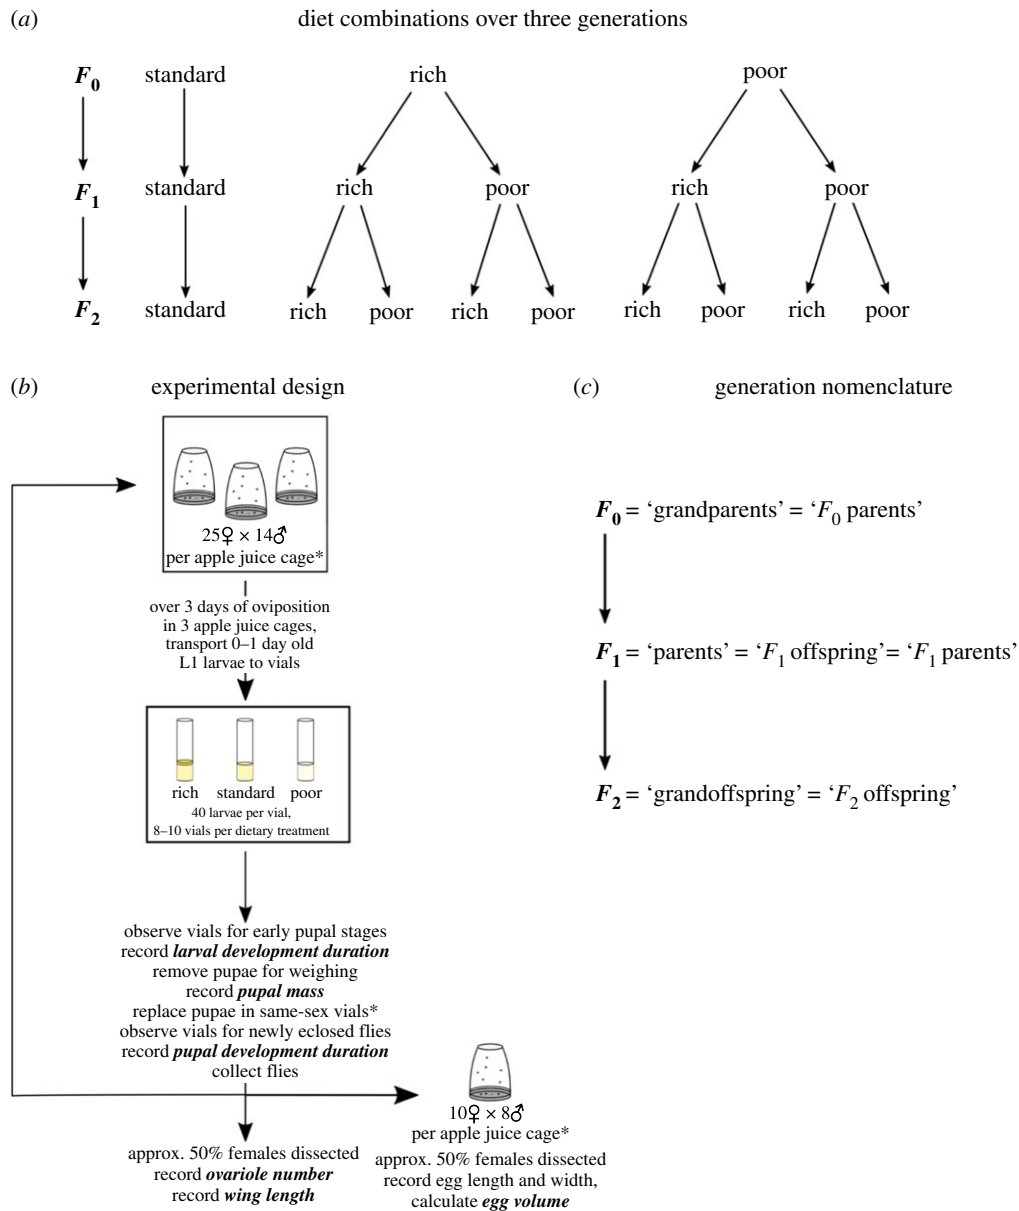 (a) diet combinations over three generations
F0 standard rich poor
F1 standard rich poor rich poor
F2 standard rich poor rich poor rich poor rich poor
(b) experimental design
25♀ × 14♂
per apple juice cage*
over 3 days of oviposition
in 3 apple juice cages,
transport 0–1 day old
L1 larvae to vials
rich standard poor
40 larvae per vial,
8–10 vials per dietary treatment
observe vials for early pupal stages
record larval development duration
remove pupae for weighing
record pupal mass
replace pupae in same-sex vials*
observe vials for newly eclosed flies
record pupal development duration
collect flies
approx. 50% females dissected
record ovariole number
record wing length
10♀ × 8♂
per apple juice cage*
approx. 50% females dissected
record egg length and width,
calculate egg volume
(c) generation nomenclature
F0 = ‘grandparents’ = ‘F0 parents’
F1 = ‘parents’ = ‘F1 offspring’= ‘F1 parents’
F2 = ‘grandoffspring’ = ‘F2 offspring’